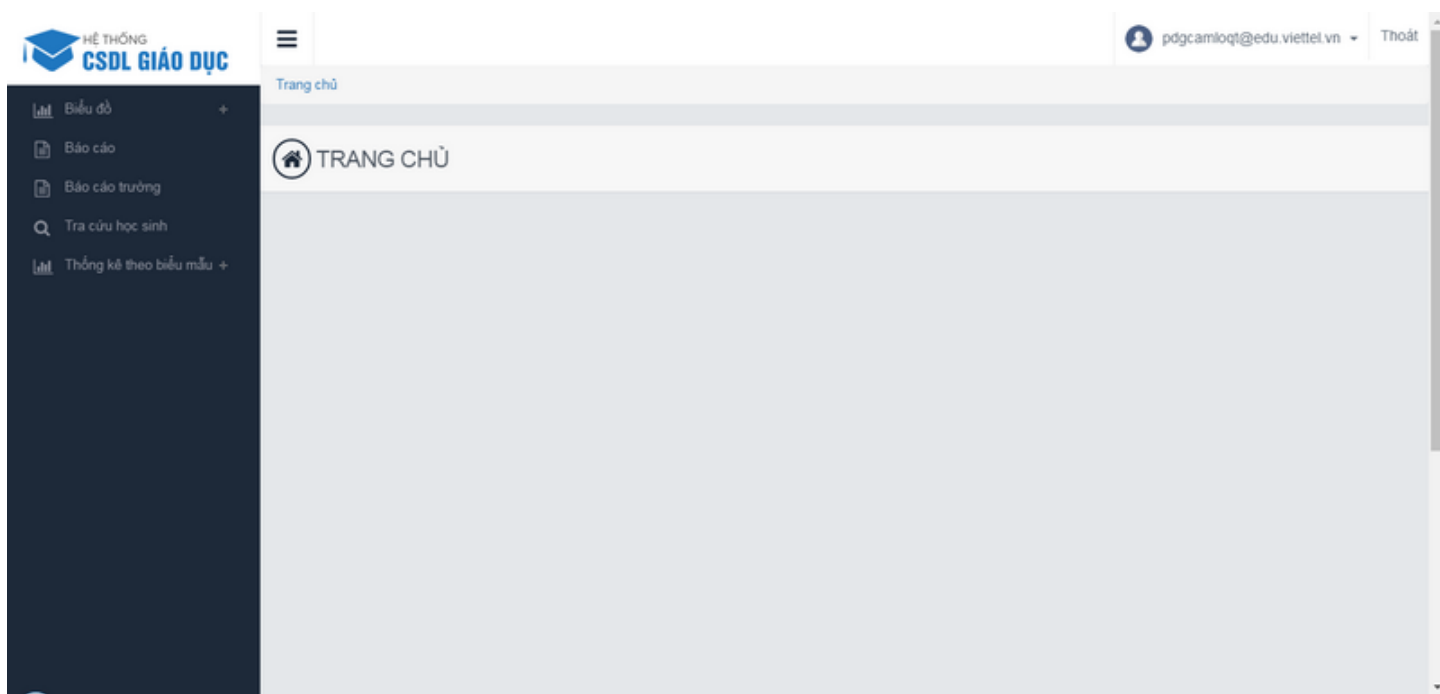 HỆ THỐNG
CSDL GIÁO DỤC
pdgcamloqt@edu.viettel.vn
Thoát
Trang chủ
Biểu đồ +
Báo cáo
Báo cáo trường
Tra cứu học sinh
Thống kê theo biểu mẫu +
TRANG CHỦ